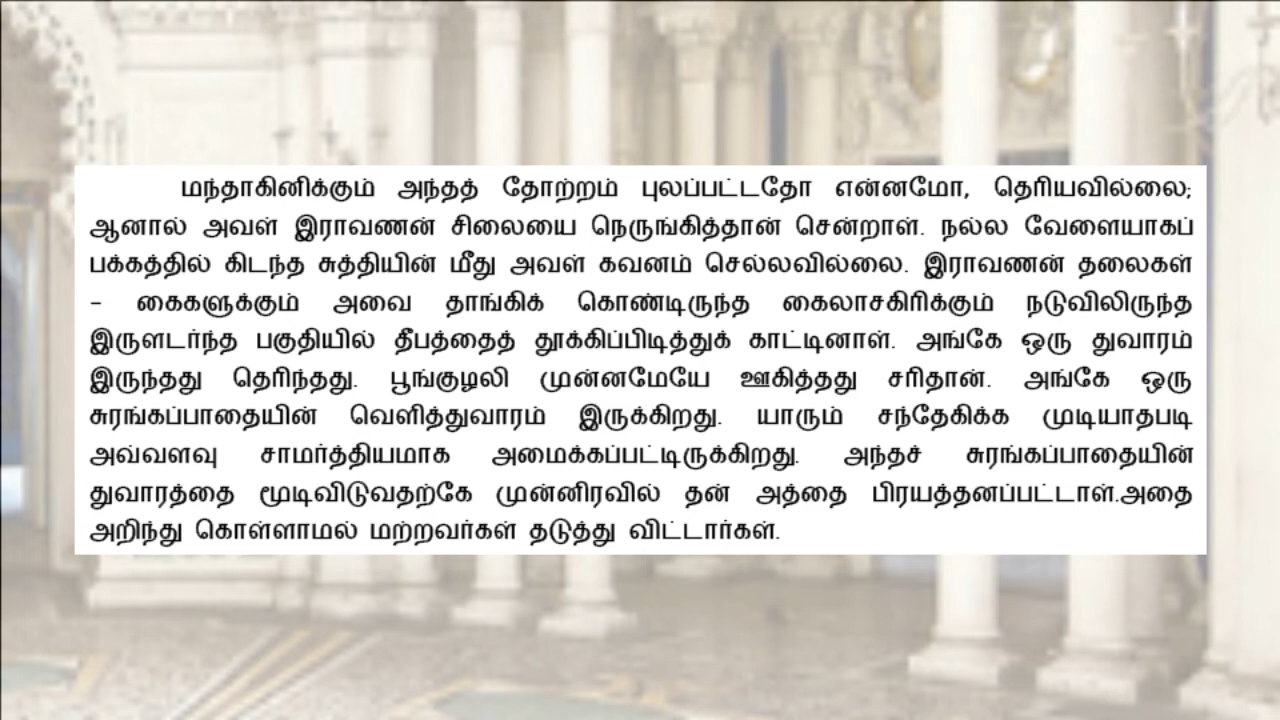 மந்தாகினிக்கும் அந்தத் தோற்றம் புலப்பட்டதோ என்னமோ, தெரியவில்லை;
ஆனால் அவள் இராவணன் சிலையை நெருங்கித்தான் சென்றாள். நல்ல வேளையாகப்
பக்கத்தில் கிடந்த சுத்தியின் மீது அவள் கவனம் செல்லவில்லை. இராவணன் தலைகள்
– கைகளுக்கும் அவை தாங்கிக் கொண்டிருந்த கைலாசகிரிக்கும் நடுவிலிருந்த
இருளடர்ந்த பகுதியில் தீபத்தைத் தூக்கிப்பிடித்துக் காட்டினாள். அங்கே ஒரு துவாரம்
இருந்தது தெரிந்தது. பூங்குழலி முன்னமேயே ஊகித்தது சரிதான். அங்கே ஒரு
சுரங்கப்பாதையின் வெளித்துவாரம் இருக்கிறது. யாரும் சந்தேகிக்க முடியாதபடி
அவ்வளவு சாமர்த்தியமாக அமைக்கப்பட்டிருக்கிறது. அந்தச் சுரங்கப்பாதையின்
துவாரத்தை மூடிவிடுவதற்கே முன்னிரவில் தன் அத்தை பிரயத்தனப்பட்டாள்.அதை
அறிந்து கொள்ளாமல் மற்றவர்கள் தடுத்து விட்டார்கள்.